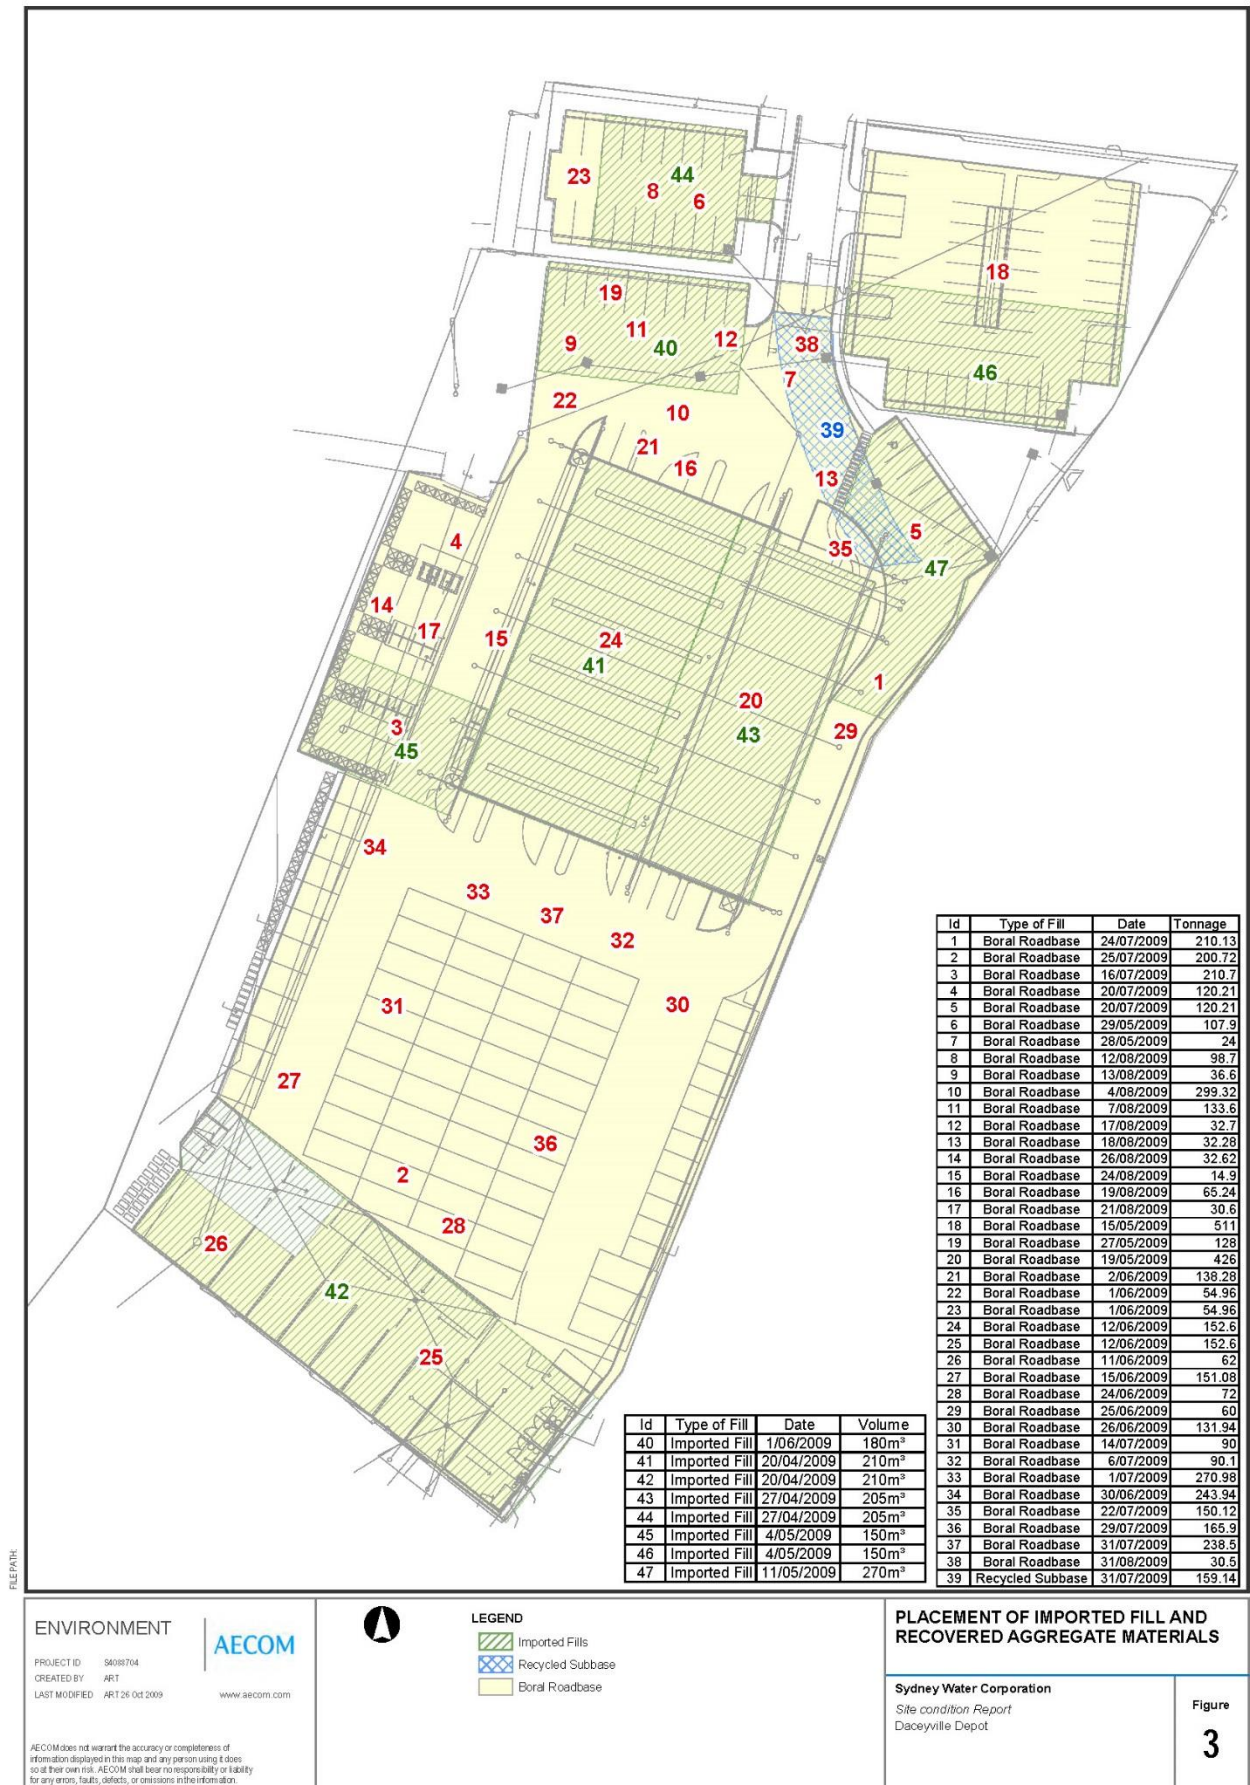 44
23
8
6
18
19
11
12
9
40
38
7
46
22
10
39
21
16
13
5
35
4
47
14
17
15
24
41
1
20
3
43
29
45
34
33
37
32
31
30
27
36
2
28
26
42
25
Id Type of Fill Date Tonnage
1 Boral Roadbase 24/07/2009 210.13
2 Boral Roadbase 25/07/2009 200.72
3 Boral Roadbase 16/07/2009 210.7
4 Boral Roadbase 20/07/2009 120.21
5 Boral Roadbase 20/07/2009 120.21
6 Boral Roadbase 29/05/2009 107.9
7 Boral Roadbase 28/05/2009 24
8 Boral Roadbase 12/08/2009 98.7
9 Boral Roadbase 13/08/2009 36.6
10 Boral Roadbase 4/08/2009 299.32
11 Boral Roadbase 7/08/2009 133.6
12 Boral Roadbase 17/08/2009 32.7
13 Boral Roadbase 18/08/2009 32.28
14 Boral Roadbase 26/08/2009 32.62
15 Boral Roadbase 24/08/2009 14.9
16 Boral Roadbase 19/08/2009 65.24
17 Boral Roadbase 21/08/2009 30.6
18 Boral Roadbase 15/05/2009 511
19 Boral Roadbase 27/05/2009 128
20 Boral Roadbase 19/05/2009 426
21 Boral Roadbase 2/06/2009 138.28
22 Boral Roadbase 1/06/2009 54.96
23 Boral Roadbase 1/06/2009 54.96
24 Boral Roadbase 12/06/2009 152.6
25 Boral Roadbase 12/06/2009 152.6
26 Boral Roadbase 11/06/2009 62
27 Boral Roadbase 15/06/2009 151.08
28 Boral Roadbase 24/06/2009 72
29 Boral Roadbase 25/06/2009 60
30 Boral Roadbase 26/06/2009 131.94
31 Boral Roadbase 14/07/2009 90
32 Boral Roadbase 6/07/2009 90.1
33 Boral Roadbase 1/07/2009 270.98
34 Boral Roadbase 30/06/2009 243.94
35 Boral Roadbase 22/07/2009 150.12
36 Boral Roadbase 29/07/2009 165.9
37 Boral Roadbase 31/07/2009 238.5
38 Boral Roadbase 31/08/2009 30.5
39 Recycled Subbase 31/07/2009 159.14
Id Type of Fill Date Volume
40 Imported Fill 1/06/2009 180m³
41 Imported Fill 20/04/2009 210m³
42 Imported Fill 20/04/2009 210m³
43 Imported Fill 27/04/2009 205m³
44 Imported Fill 27/04/2009 205m³
45 Imported Fill 4/05/2009 150m³
46 Imported Fill 4/05/2009 150m³
47 Imported Fill 11/05/2009 270m³
FILE PATH:
ENVIRONMENT
AECOM
PROJECT ID S4088704
CREATED BY ART
LAST MODIFIED ART 26 Oct 2009
www.aecom.com
AECOM does not warrant the accuracy or completeness of
information displayed in this map and any person using it does
so at their own risk. AECOM shall bear no responsibility or liability
for any errors, faults, defects, or omissions in the information.
LEGEND
Imported Fills
Recycled Subbase
Boral Roadbase
PLACEMENT OF IMPORTED FILL AND
RECOVERED AGGREGATE MATERIALS
Sydney Water Corporation
Site condition Report
Daceyville Depot
Figure
3